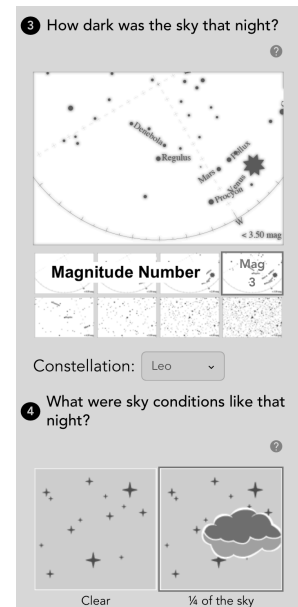 3 How dark was the sky that night?
?
Denebola
Regulus
Pollux
Mars
Venus
Procyon
W
< 3.50 mag
Magnitude Number
Mag
3
Constellation: Leo
4 What were sky conditions like that
night?
?
Clear
¼ of the sky